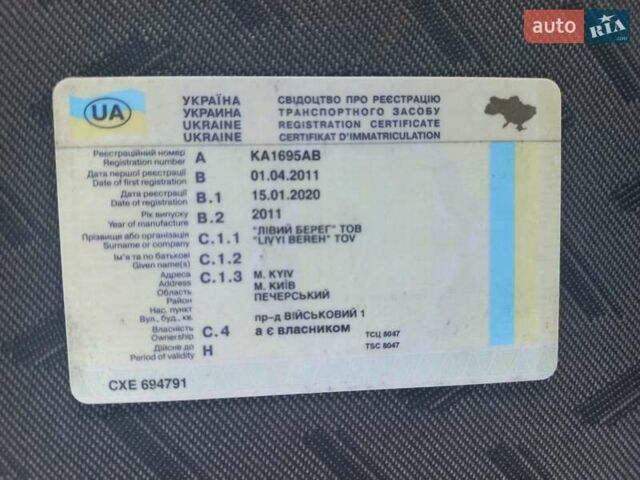 auto RIA .com
UA
УКРАЇНА СВІДОЦТВО ПРО РЕЄСТРАЦІЮ
УКРАИНА ТРАНСПОРТНОГО ЗАСОБУ
UKRAINE REGISTRATION CERTIFICATE
UKRAINE CERTIFIKAT D'IMMATRICULATION
Реєстраційний номер A KA1695AB
Registration number
Дата першої реєстрації B 01.04.2011
Date of first registration
Дата реєстрації B.1 15.01.2020
Date of registration
Рік випуску B.2 2011
Year of manufacture
Прізвище або організація C.1.1 "ЛІВИЙ БЕРЕГ" ТОВ
Surname or company "LIVYI BEREH" TOV
Ім'я та по батькові C.1.2
Given name(s)
Адреса C.1.3 M. KYIV
Address М. КИЇВ
Область ПЕЧЕРСЬКИЙ
Район
Нас. пункт
Вул., буд., кв. пр-д ВІЙСЬКОВИЙ 1
Власність C.4 а є власником ТСЦ 8047
Ownership
Дійсне до H TSC 8047
Period of validity
CXE 694791